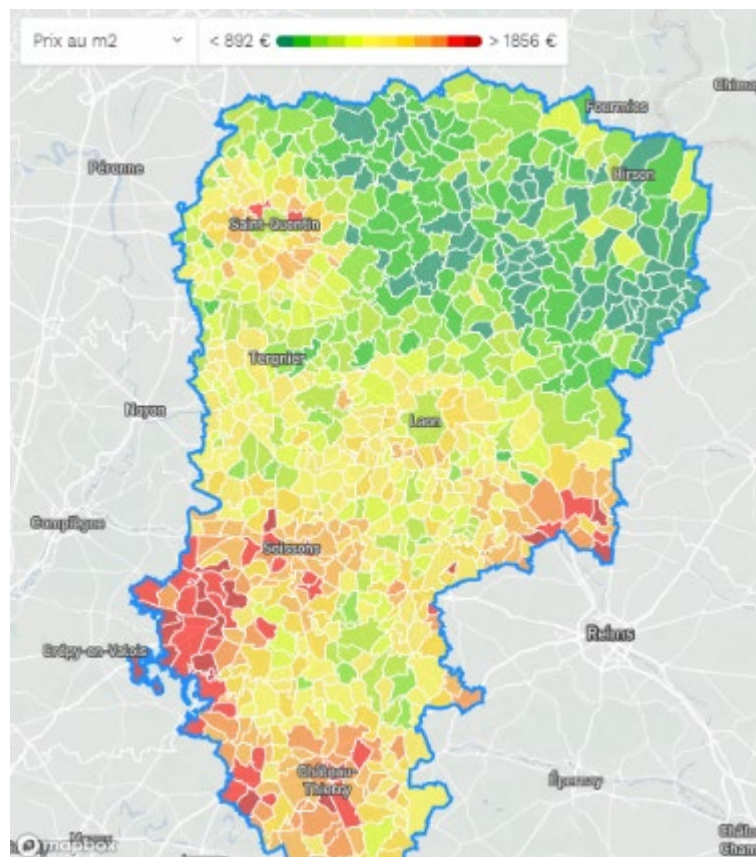 Prix au m2
< 892 €
> 1856 €
Fourmies
Péronne
Hirson
Saint-Quentin
Tergnier
Noyon
Laon
Compiègne
Soissons
Reims
Crépy-en-Valois
Château-
Thierry
Épernay
mapbox